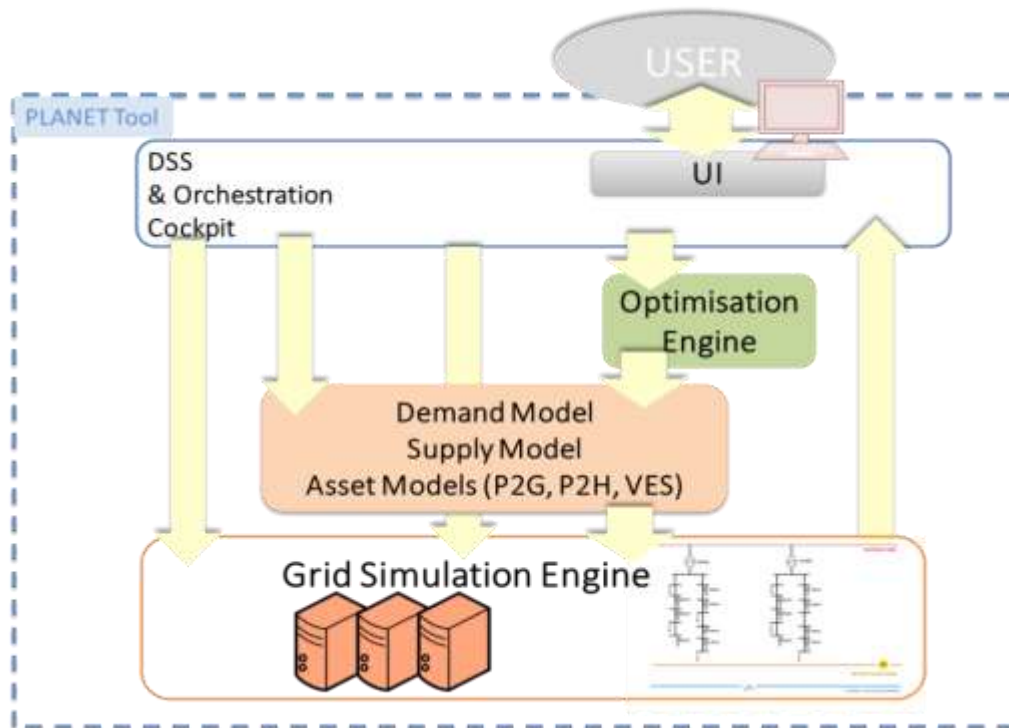 USER
PLANET Tool
DSS
& Orchestration
Cockpit
UI
Optimisation
Engine
Demand Model
Supply Model
Asset Models (P2G, P2H, VES)
Grid Simulation Engine